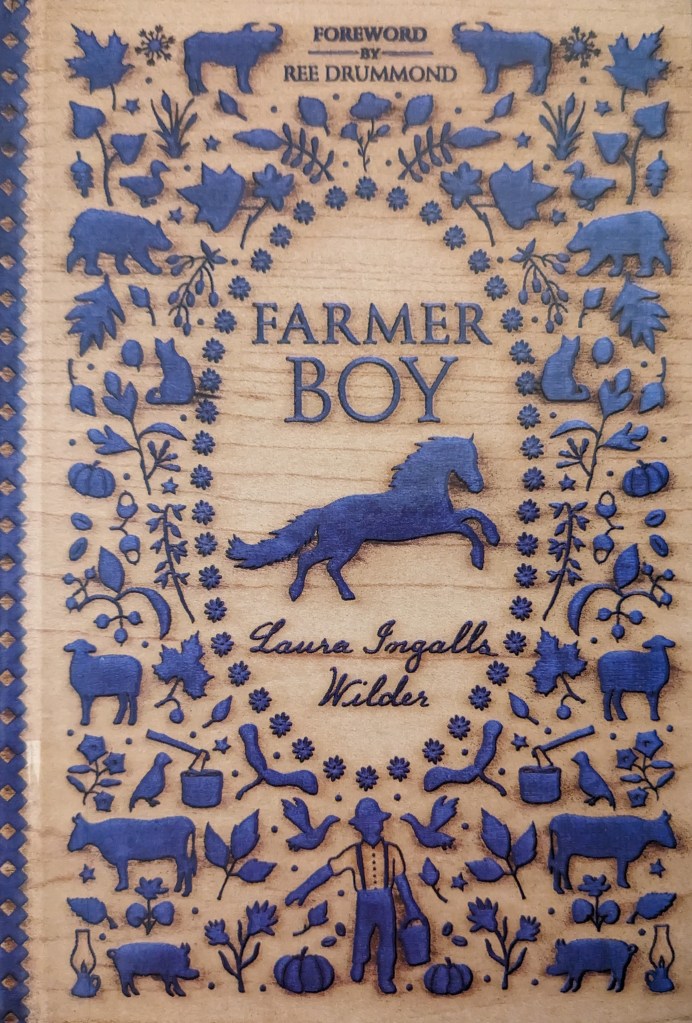 FOREWORD
BY
REE DRUMMOND
FARMER
BOY
Laura Ingalls
Wilder